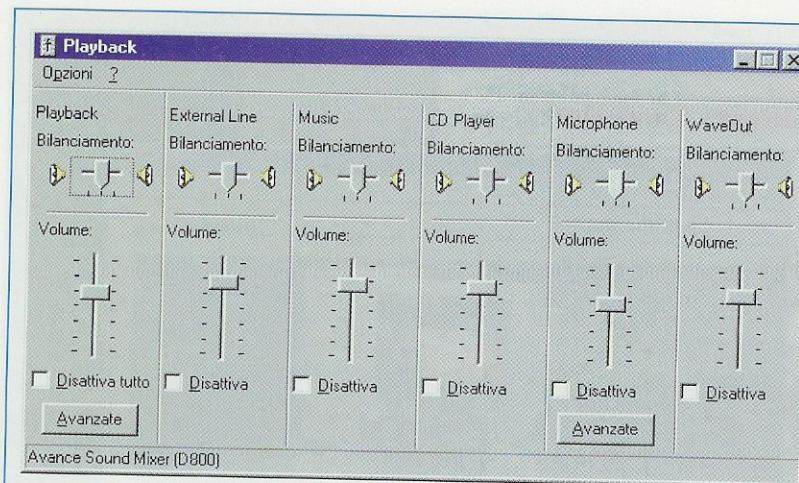 Playback
Opzioni ?
Playback
Bilanciamento:
Volume:
Disattiva tutto
Avanzate
External Line
Bilanciamento:
Volume:
Disattiva
Music
Bilanciamento:
Volume:
Disattiva
CD Player
Bilanciamento:
Volume:
Disattiva
Microphone
Bilanciamento:
Volume:
Disattiva
Avanzate
WaveOut
Bilanciamento:
Volume:
Disattiva
Avance Sound Mixer (D800)